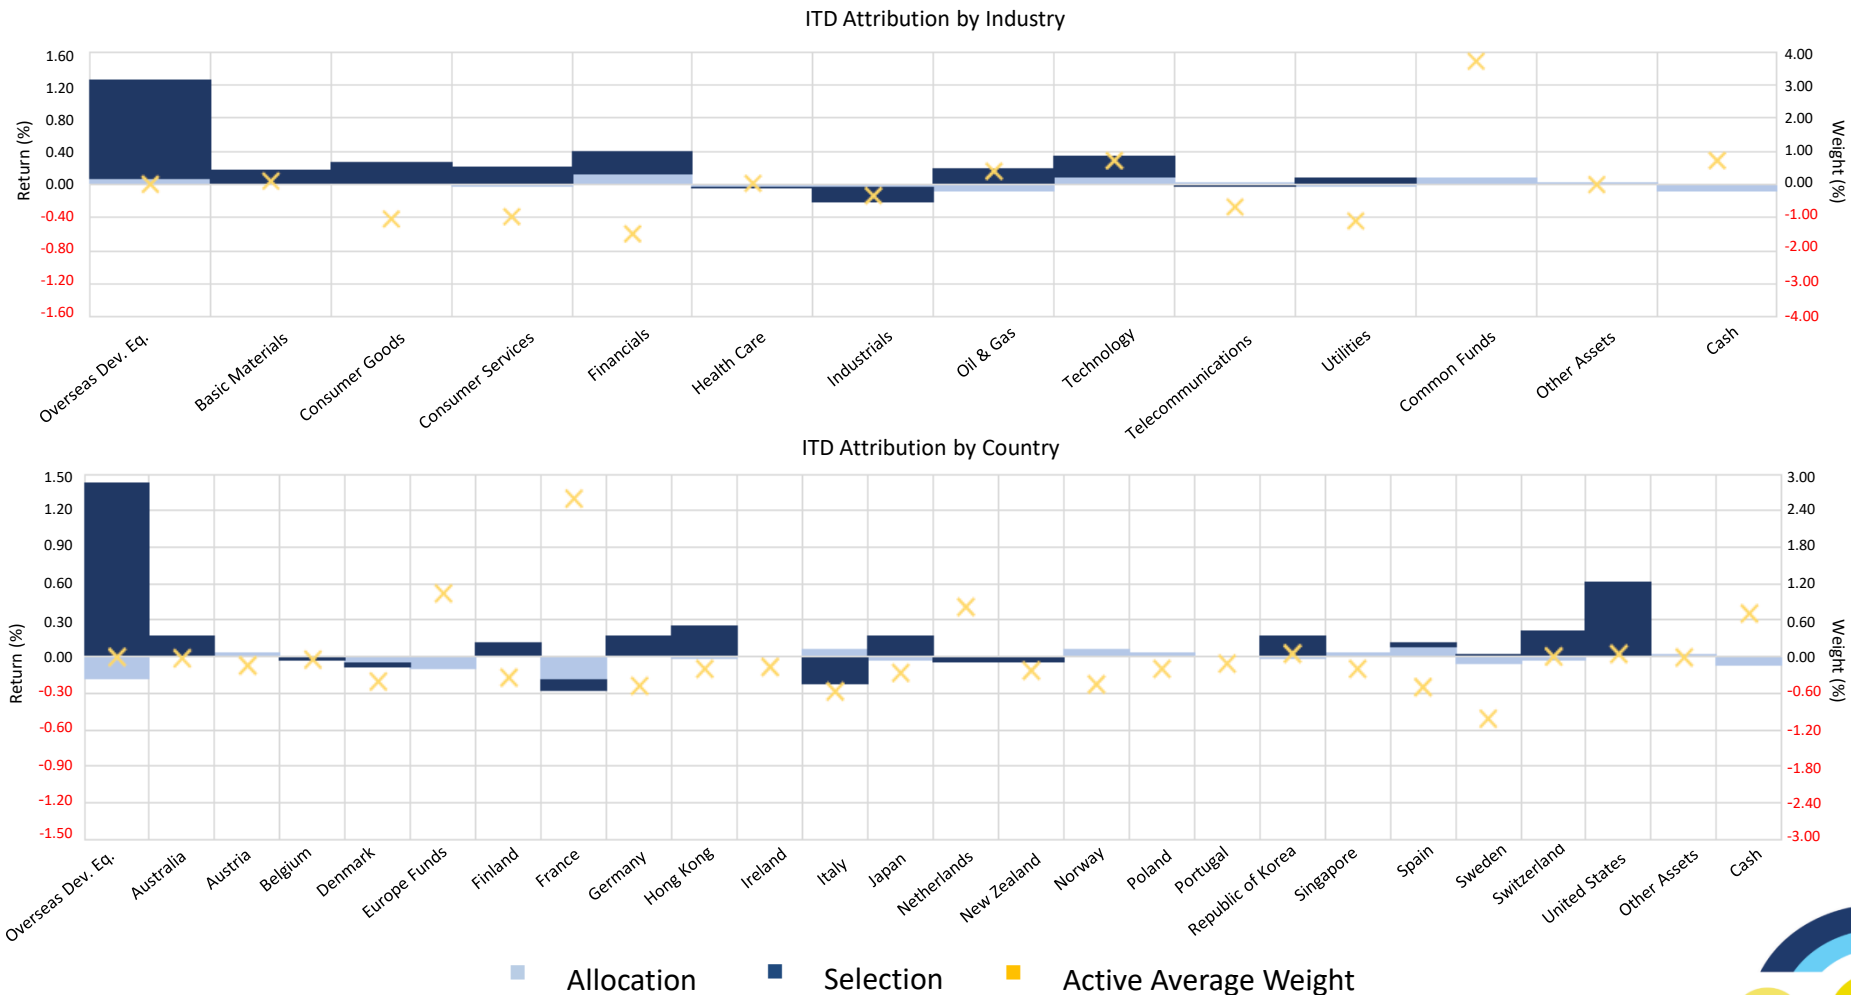 ITD Attribution by Industry
Return (%)
1.60
1.20
0.80
0.40
0.00
-0.40
-0.80
-1.20
-1.60
4.00
3.00
2.00
1.00
0.00
-1.00
-2.00
-3.00
-4.00
Weight (%)
Overseas Dev. Eq.
Basic Materials
Consumer Goods
Consumer Services
Financials
Health Care
Industrials
Oil & Gas
Technology
Telecommunications
Utilities
Common Funds
Other Assets
Cash
ITD Attribution by Country
Return (%)
1.50
1.20
0.90
0.60
0.30
0.00
-0.30
-0.60
-0.90
-1.20
-1.50
3.00
2.40
1.80
1.20
0.60
0.00
-0.60
-1.20
-1.80
-2.40
-3.00
Weight (%)
Overseas Dev. Eq.
Australia
Austria
Belgium
Denmark
Europe Funds
Finland
France
Germany
Hong Kong
Ireland
Italy
Japan
Netherlands
New Zealand
Norway
Poland
Portugal
Republic of Korea
Singapore
Spain
Sweden
Switzerland
United States
Other Assets
Cash
Allocation
Selection
Active Average Weight